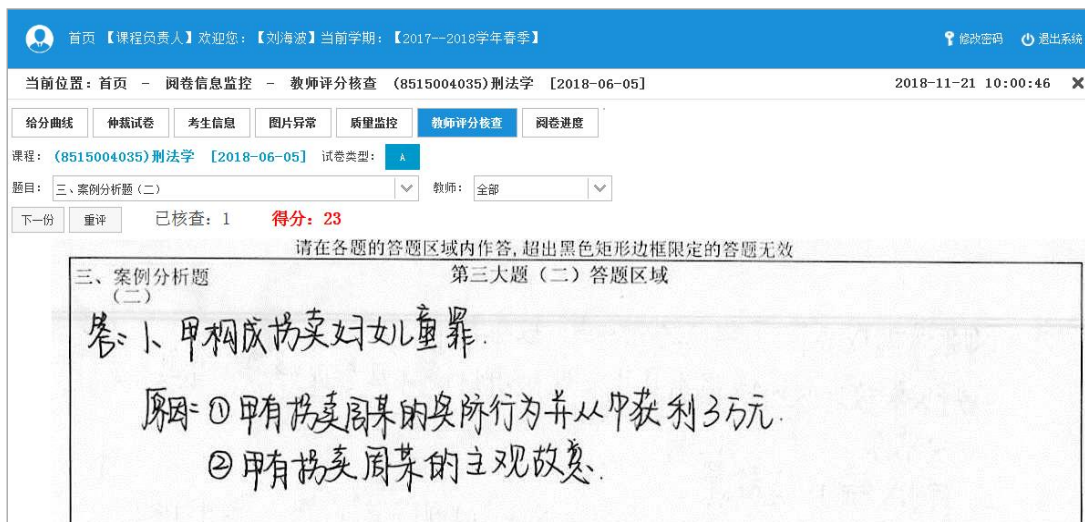 首页 【课程负责人】欢迎您：【刘海波】当前学期：【2017--2018学年春季】 修改密码 退出系统
当前位置：首页 - 阅卷信息监控 - 教师评分核查 (8515004035)刑法学 [2018-06-05] 2018-11-21 10:00:46
给分曲线 仲裁试卷 考生信息 图片异常 质量监控 教师评分核查 阅卷进度
课程： (8515004035)刑法学 [2018-06-05] 试卷类型： A
题目： 三、案例分析题（二） 教师： 全部
下一份 重评 已核查：1 得分：23
请在各题的答题区域内作答,超出黑色矩形边框限定的答题无效
三、案例分析题 第三大题（二）答题区域
（二）
答：1、甲构成拐卖妇女儿童罪.
原因：①甲有拐卖周某的实际行为并从中获利3万元.
②甲有拐卖周某的主观故意.